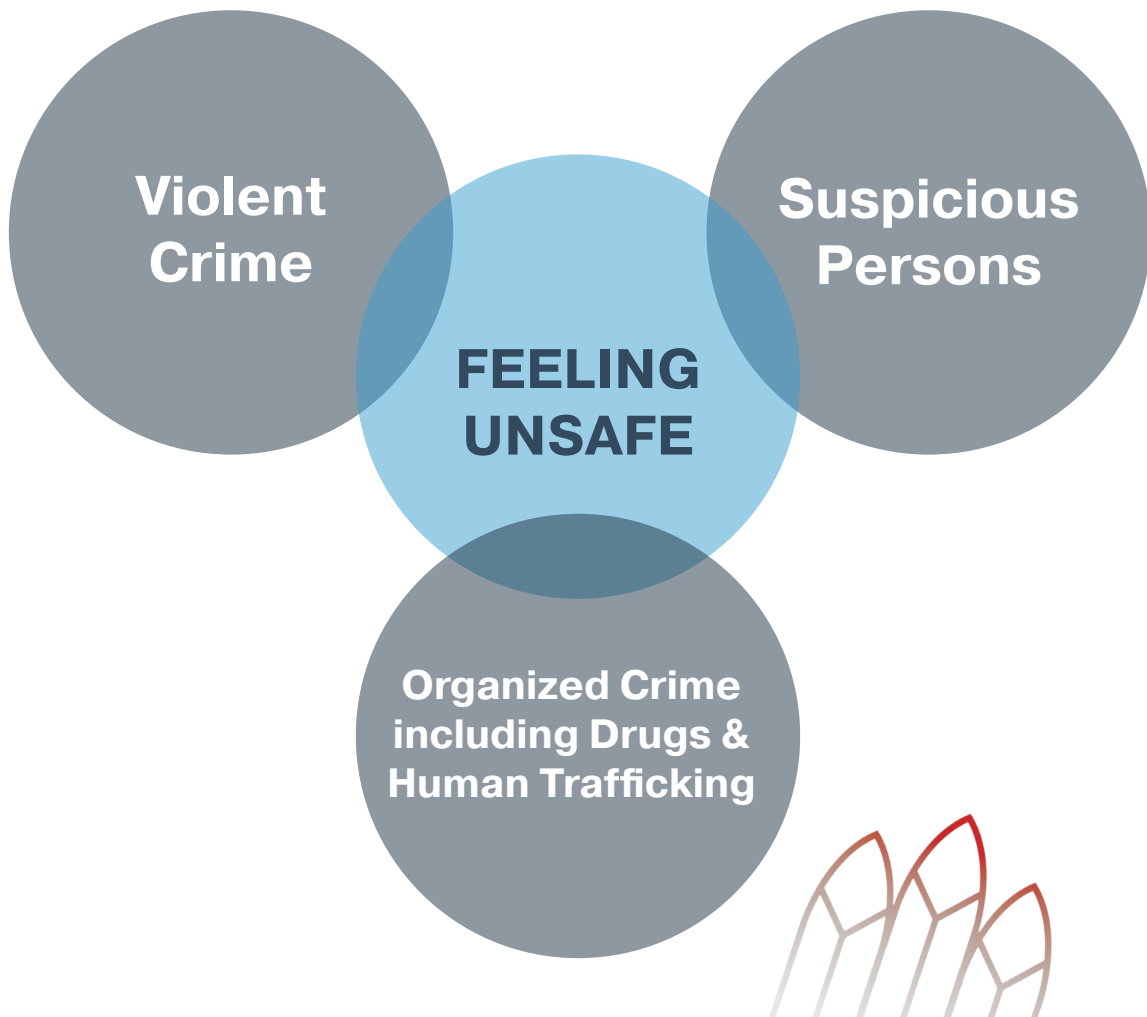 Violent
Crime
Suspicious
Persons
FEELING
UNSAFE
Organized Crime
including Drugs &
Human Trafficking